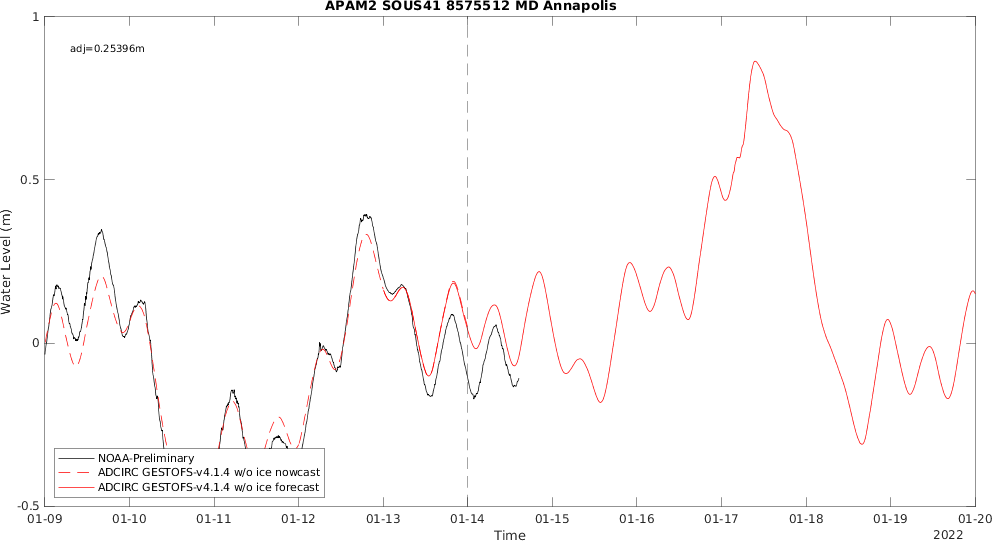 APAM2 SOUS41 8575512 MD Annapolis
1
adj=0.25396m
0.5
Water Level (m)
0
NOAA-Preliminary
ADCIRC GESTOFS-v4.1.4 w/o ice nowcast
ADCIRC GESTOFS-v4.1.4 w/o ice forecast
-0.5
01-09 01-10 01-11 01-12 01-13 01-14 01-15 01-16 01-17 01-18 01-19 01-20
Time
2022